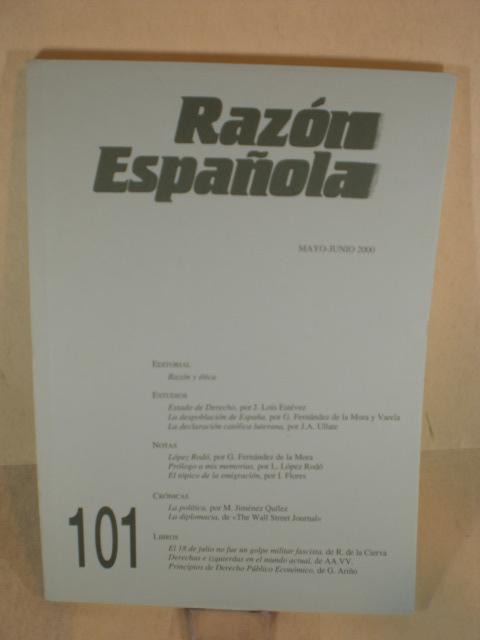 Razón
Española
MAYO-JUNIO 2000
EDITORIAL
Razón y ética
ESTUDIOS
Estado de Derecho, por J. Lois Estévez
La despoblación de España, por G. Fernández de la Mora y Varela
La declaración católica luterana, por J.A. Ullate
NOTAS
López Rodó, por G. Fernández de la Mora
Prólogo a mis memorias, por L. López Rodó
El tópico de la emigración, por I. Flores
CRÓNICAS
La política, por M. Jiménez Quílez
La diplomacia, de «The Wall Street Journal»
101
LIBROS
El 18 de julio no fue un golpe militar fascista, de R. de la Cierva
Derechas e izquierdas en el mundo actual, de AA.VV.
Principios de Derecho Público Económico, de G. Ariño